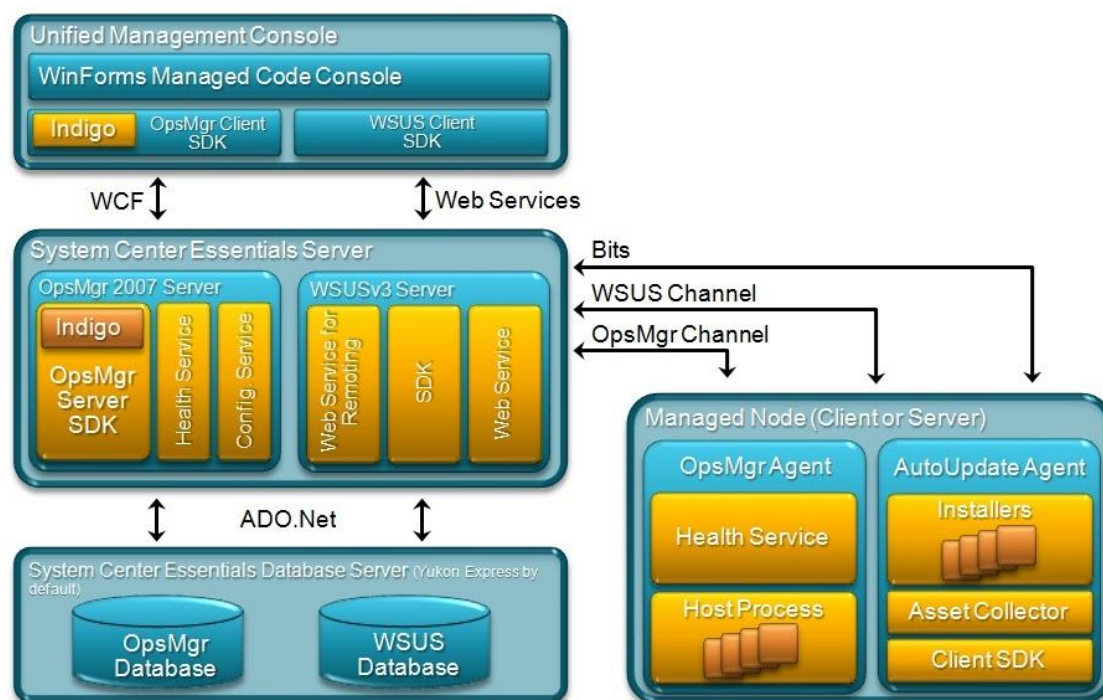 Unified Management Console
WinForms Managed Code Console
Indigo
OpsMgr Client
SDK
WSUS Client
SDK
WCF
Web Services
System Center Essentials Server
OpsMgr 2007 Server
Indigo
OpsMgr
Server
SDK
Health Service
Config. Service
WSUSv3 Server
Web Service for
Remoting
SDK
Web Service
Bits
WSUS Channel
OpsMgr Channel
Managed Node (Client or Server)
OpsMgr Agent
Health Service
Host Process
AutoUpdate Agent
Installers
Asset Collector
Client SDK
ADO.Net
System Center Essentials Database Server (Yukon Express by
default)
OpsMgr
Database
WSUS
Database